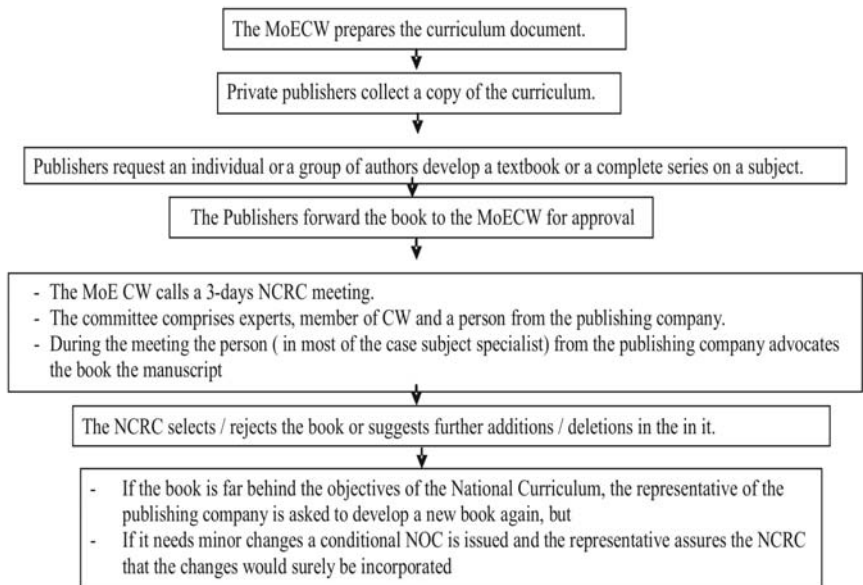 The MoECW prepares the curriculum document.
Private publishers collect a copy of the curriculum.
Publishers request an individual or a group of authors develop a textbook or a complete series on a subject.
The Publishers forward the book to the MoECW for approval
- The MoE CW calls a 3-days NCRC meeting.
- The committee comprises experts, member of CW and a person from the publishing company.
- During the meeting the person ( in most of the case subject specialist) from the publishing company advocates
the book the manuscript
The NCRC selects / rejects the book or suggests further additions / deletions in the in it.
- If the book is far behind the objectives of the National Curriculum, the representative of the
publishing company is asked to develop a new book again, but
- If it needs minor changes a conditional NOC is issued and the representative assures the NCRC
that the changes would surely be incorporated